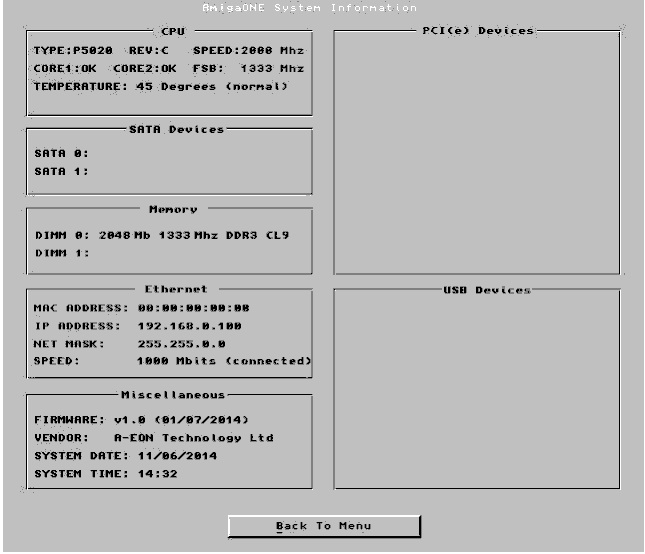 AmigaONE System Information
CPU
TYPE:P5020 REV:C SPEED:2000 Mhz
CORE1:OK CORE2:OK FSB: 1333 Mhz
TEMPERATURE: 45 Degrees (normal)
SATA Devices
SATA 0:
SATA 1:
Memory
DIMM 0: 2048 Mb 1333 Mhz DDR3 CL9
DIMM 1:
Ethernet
MAC ADDRESS: 00:00:00:00:00
IP ADDRESS: 192.168.0.100
NET MASK: 255.255.0.0
SPEED: 1000 Mbits (connected)
Miscellaneous
FIRMWARE: v1.0 (01/07/2014)
VENDOR: A-EON Technology Ltd
SYSTEM DATE: 11/06/2014
SYSTEM TIME: 14:32
PCI(e) Devices
USB Devices
Back To Menu